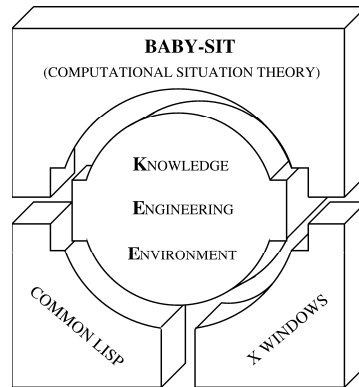 BABY-SIT
(COMPUTATIONAL SITUATION THEORY)
KNOWLEDGE
ENGINEERING
ENVIRONMENT
COMMON LISP
X WINDOWS